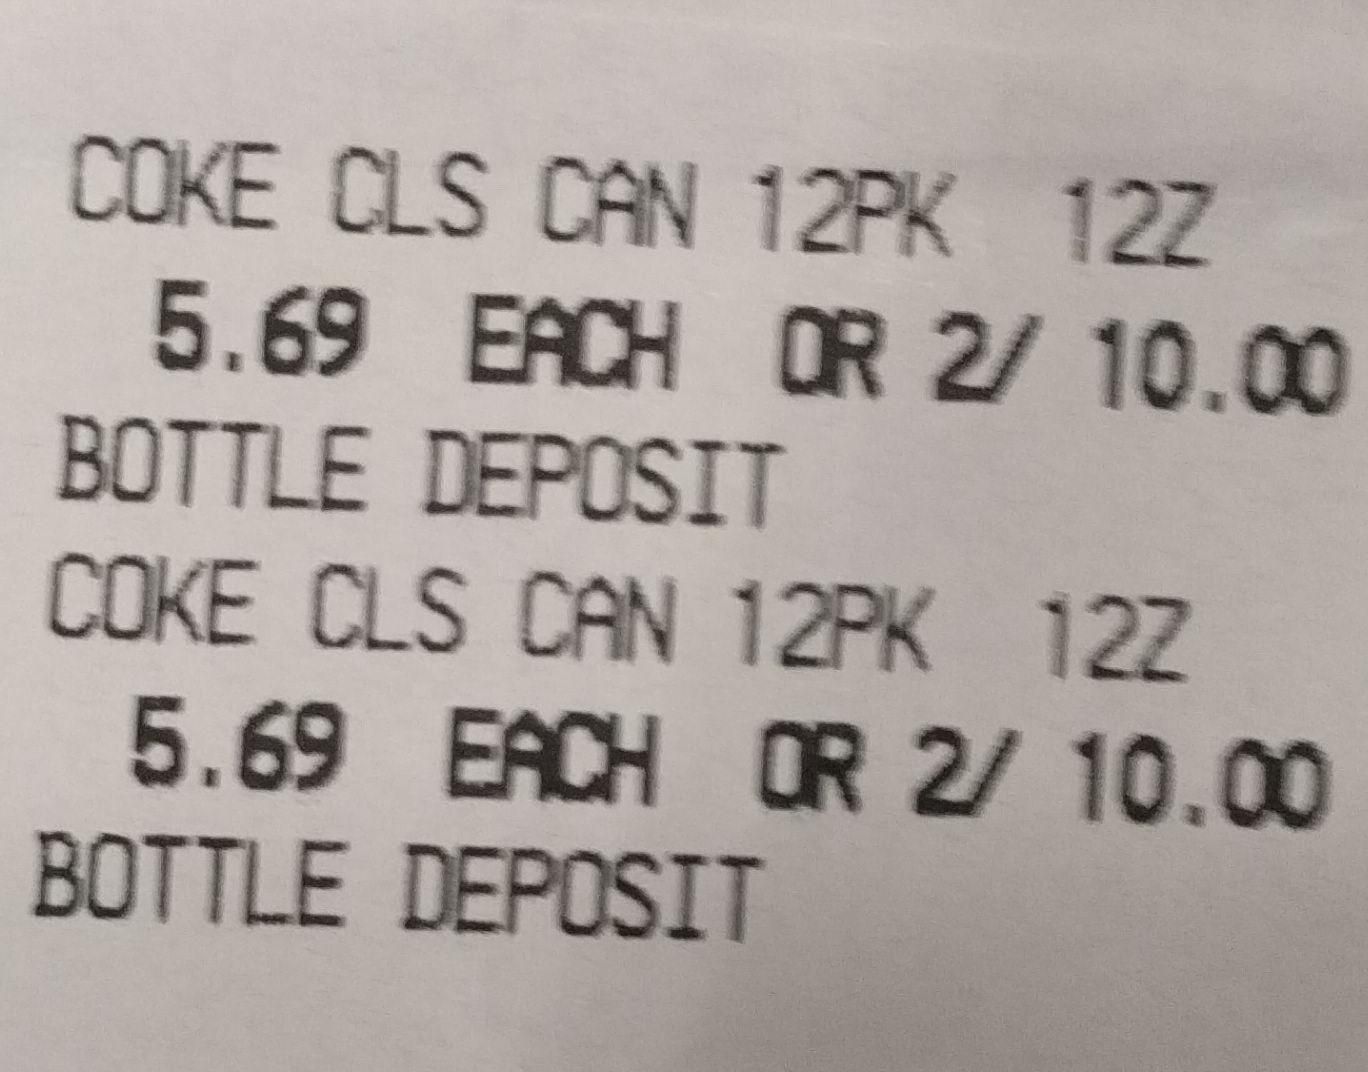 COKE CLS CAN 12PK 12Z
5.69 EACH OR 2/ 10.00
BOTTLE DEPOSIT
COKE CLS CAN 12PK 12Z
5.69 EACH OR 2/ 10.00
BOTTLE DEPOSIT